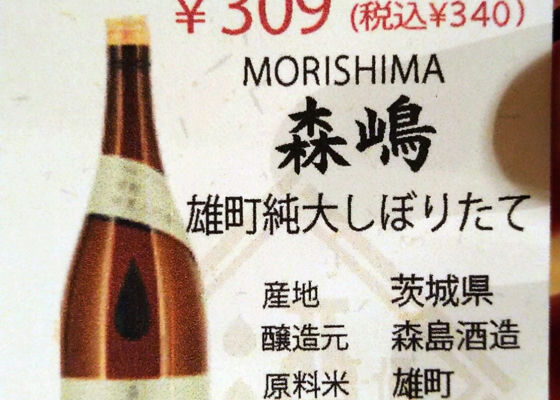 ￥309(税込¥340)
MORISHIMA
森嶋
雄町純大しぼりたて
産地 茨城県
醸造元 森島酒造
原料米 雄町